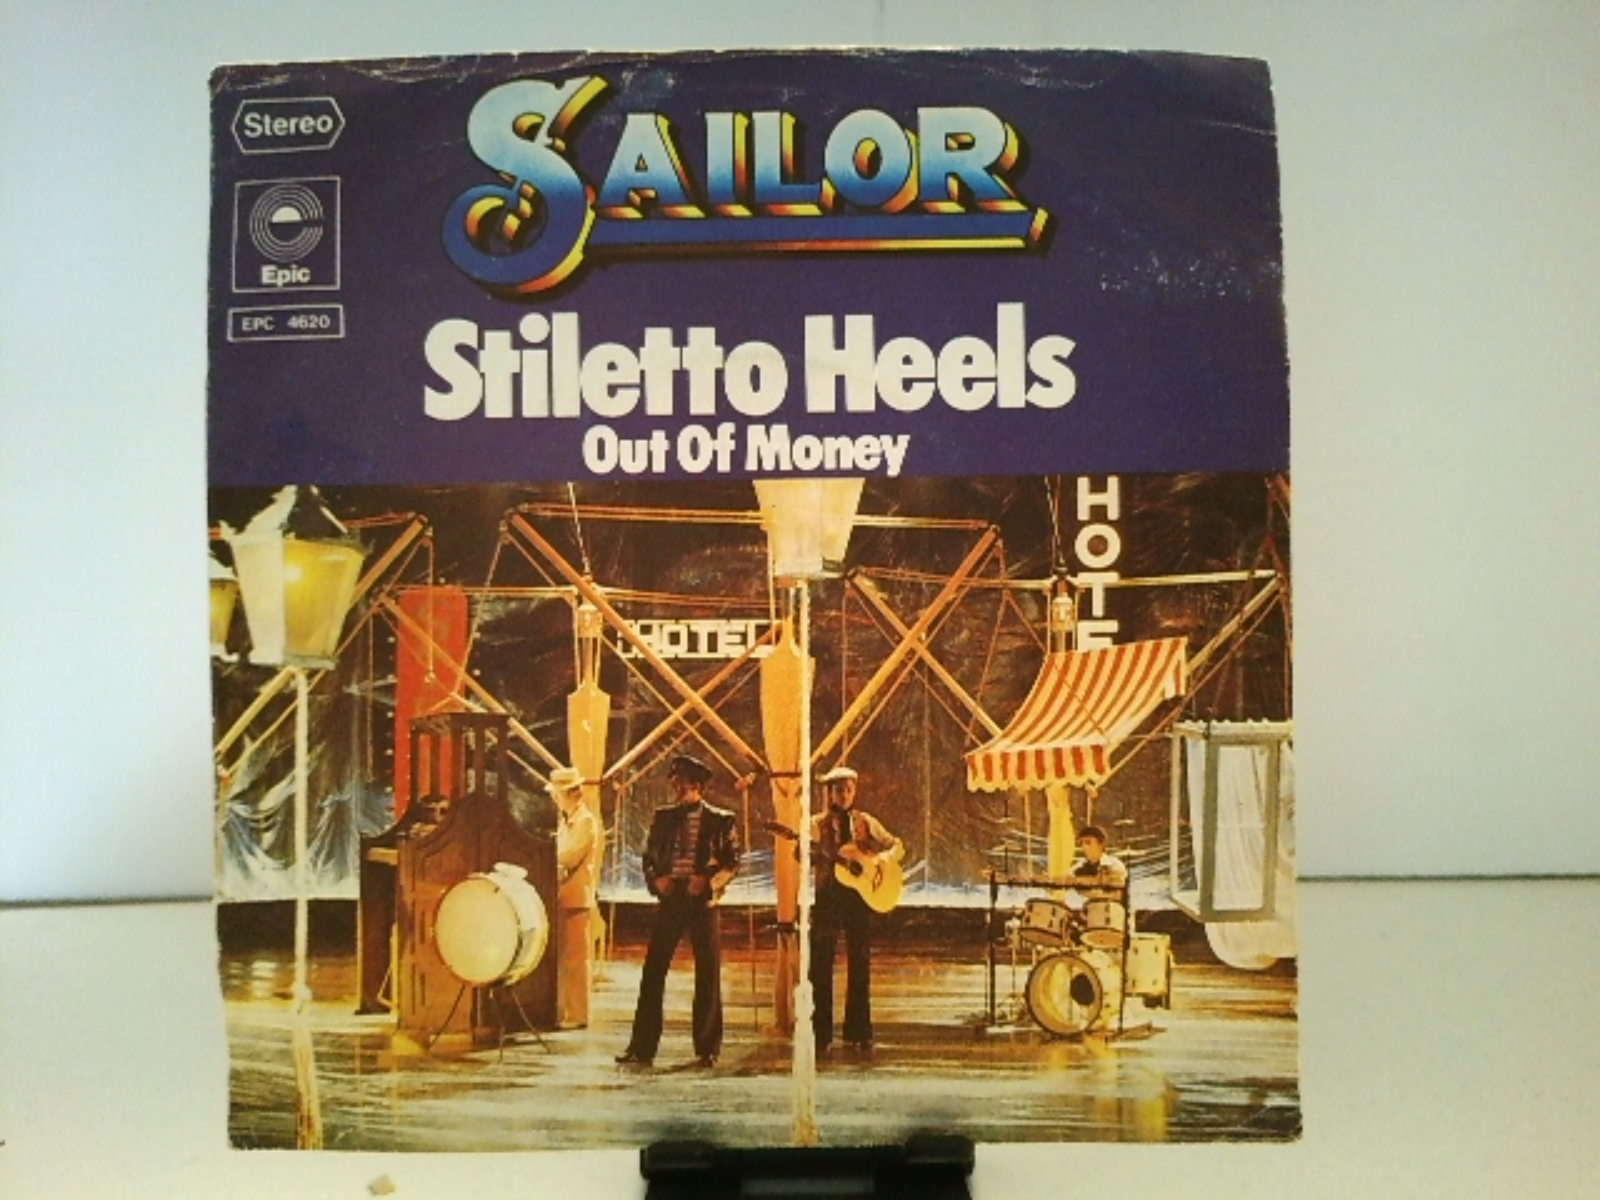 Stereo
SAILOR
Epic
EPC 4620
Stiletto Heels
Out Of Money
HOTEL
HOTE